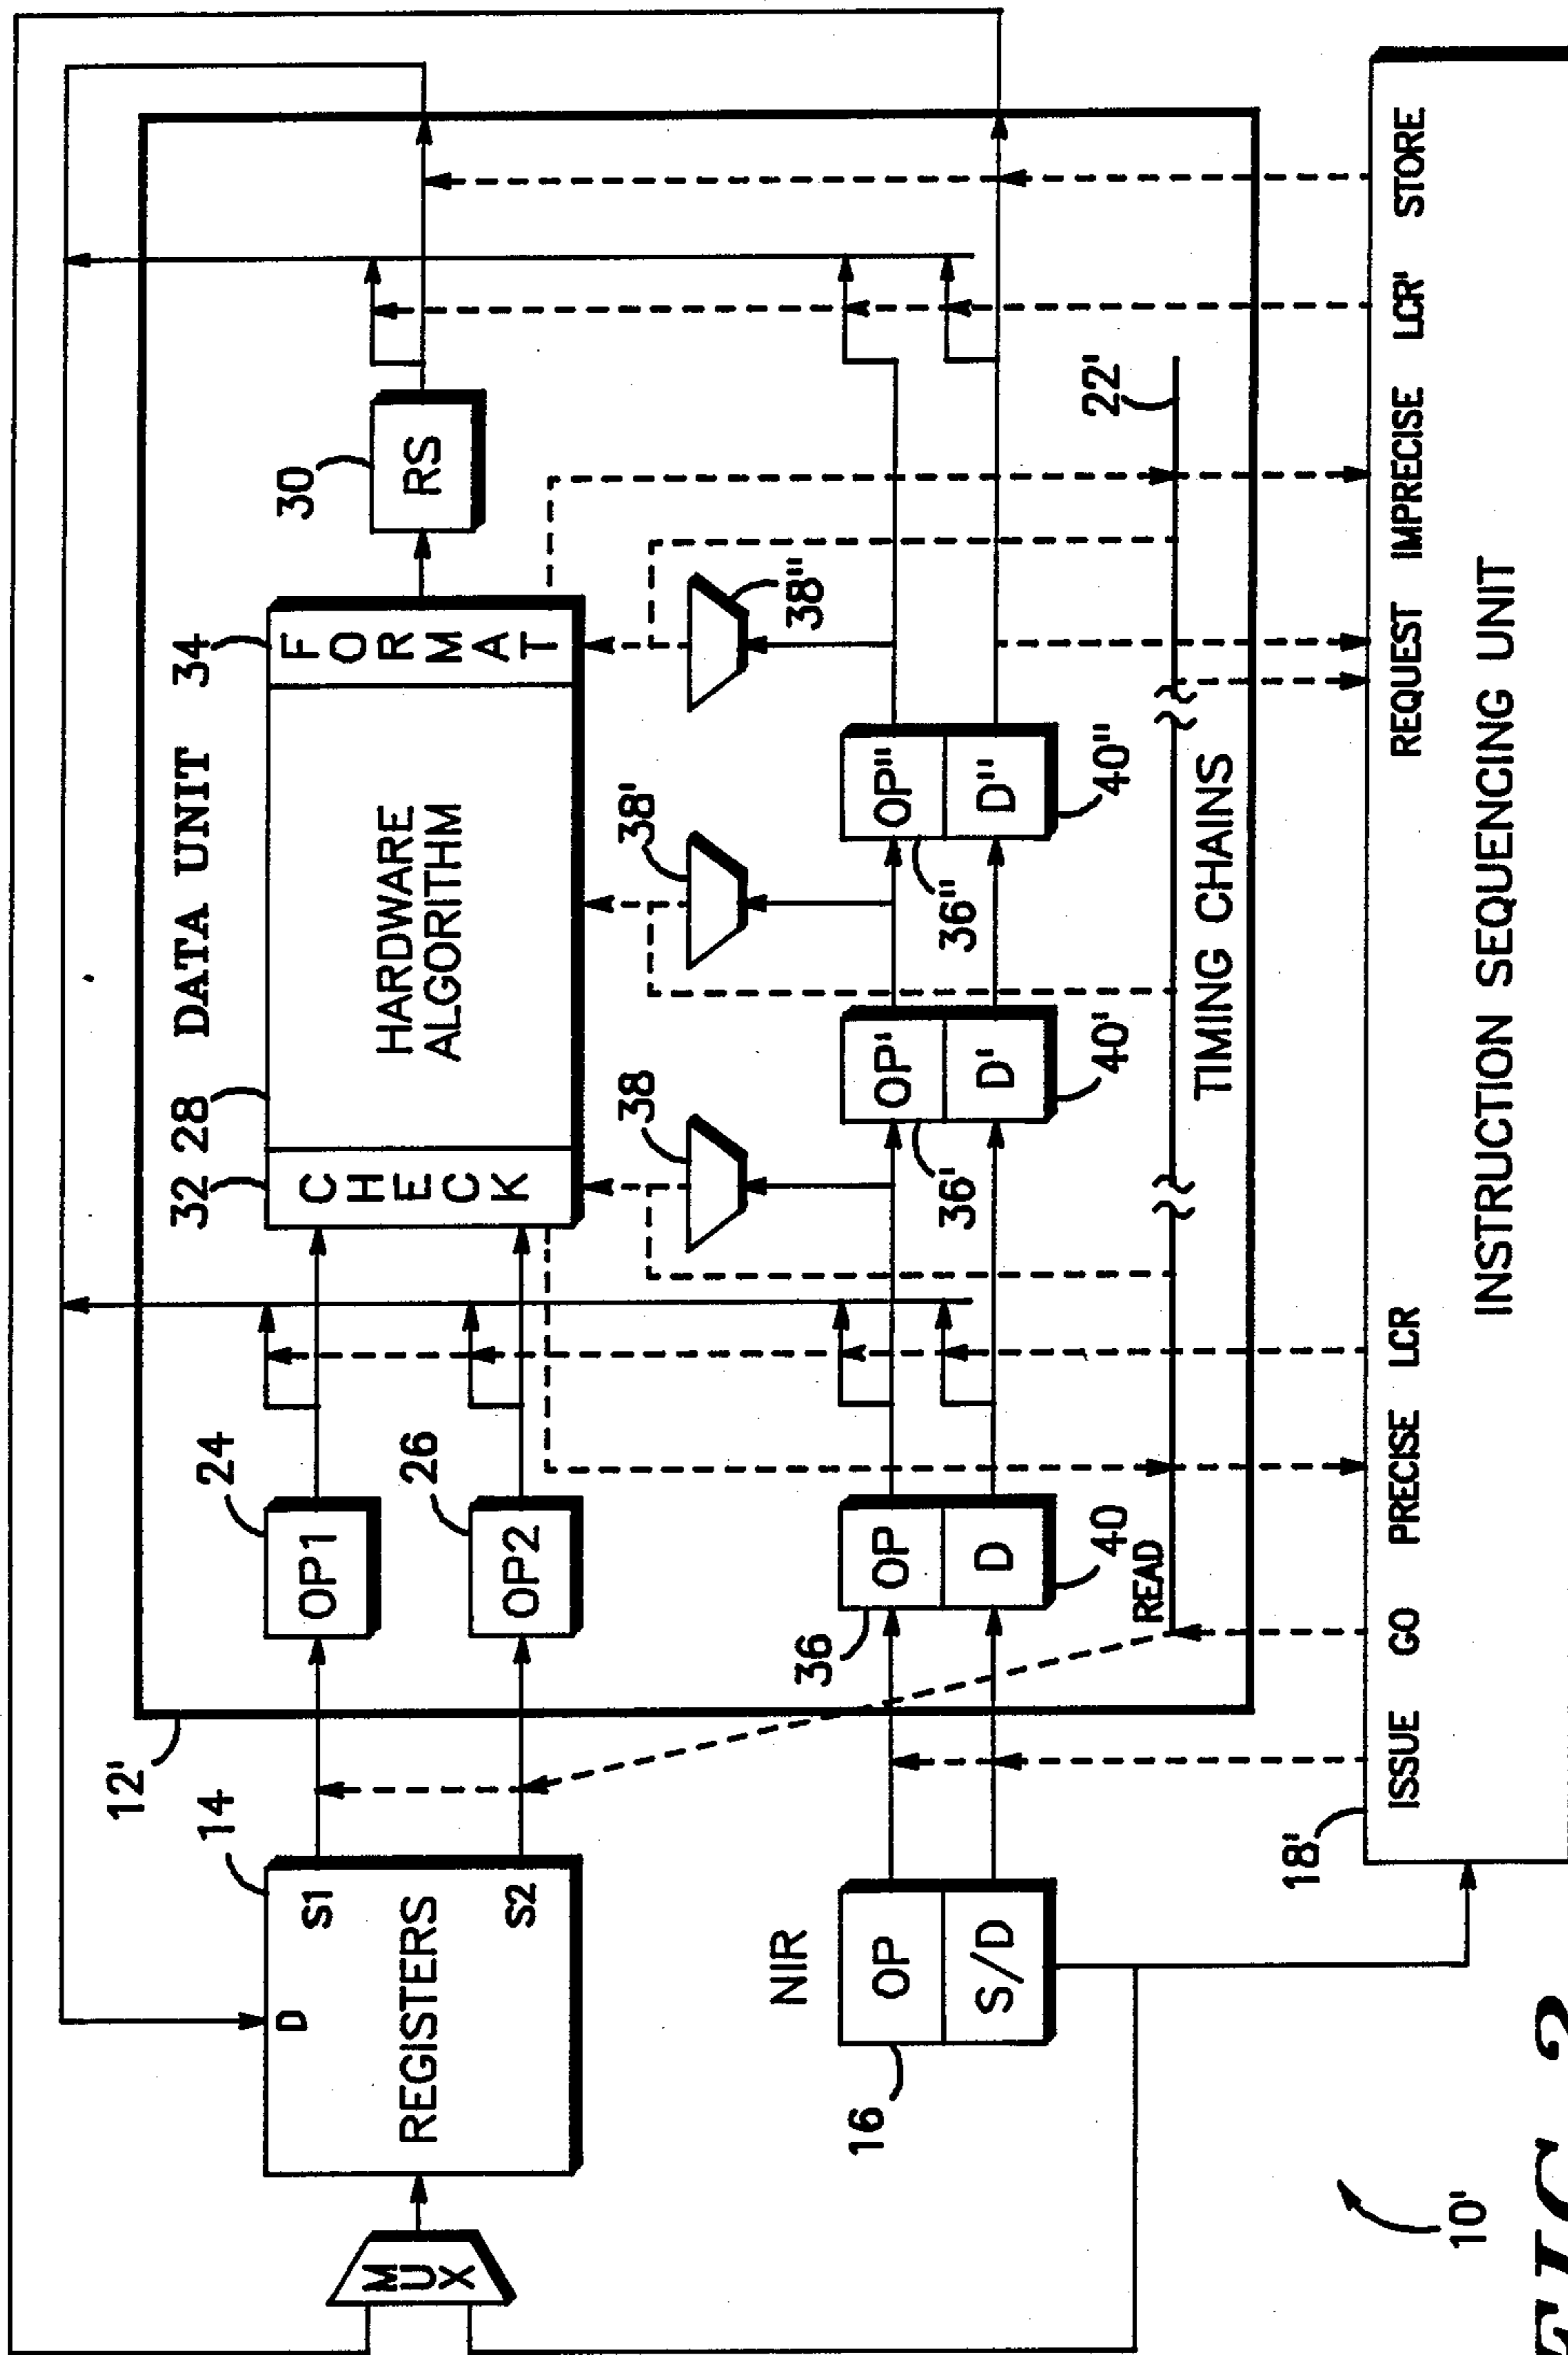 12'
DATA UNIT
32
28
34
24
OP1
26
OP2
CHECK
HARDWARE
ALGORITHM
FORMAT
30
RS
14
D
S1
S2
REGISTERS
MUX
38
38'
38"
NIR
16
OP
S/D
36
OP
D
40
36'
OP'
D'
40'
36"
OP"
D"
40"
READ
TIMING CHAINS
22'
18'
ISSUE GO PRECISE LCR REQUEST IMPRECISE LCR' STORE
INSTRUCTION SEQUENCING UNIT
10'